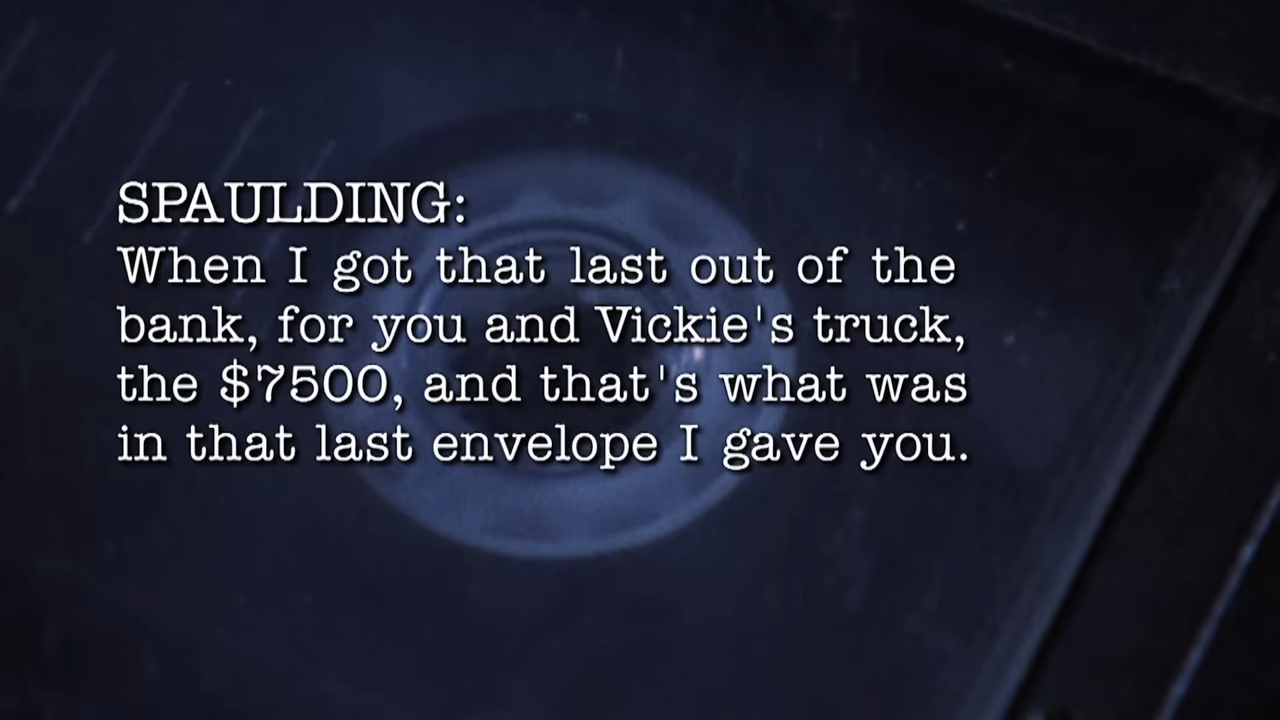 SPAULDING:
When I got that last out of the
bank, for you and Vickie's truck,
the $7500, and that's what was
in that last envelope I gave you.